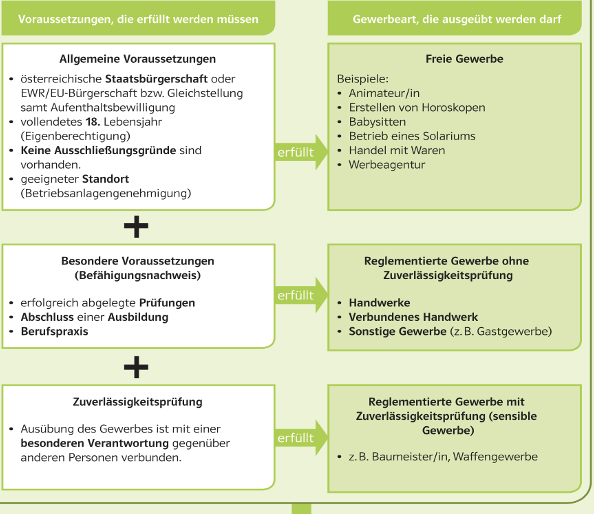 Voraussetzungen, die erfüllt werden müssen
Gewerbeart, die ausgeübt werden darf
Allgemeine Voraussetzungen
• österreichische Staatsbürgerschaft oder
EWR/EU-Bürgerschaft bzw. Gleichstellung
samt Aufenthaltsbewilligung
• vollendetes 18. Lebensjahr
(Eigenberechtigung)
• Keine Ausschließungsgründe sind
vorhanden.
• geeigneter Standort
(Betriebsanlagengenehmigung)
erfüllt
Freie Gewerbe
Beispiele:
• Animateur/in
• Erstellen von Horoskopen
• Babysitten
• Betrieb eines Solariums
• Handel mit Waren
• Werbeagentur
+
Besondere Voraussetzungen
(Befähigungsnachweis)
• erfolgreich abgelegte Prüfungen
• Abschluss einer Ausbildung
• Berufspraxis
erfüllt
Reglementierte Gewerbe ohne
Zuverlässigkeitsprüfung
• Handwerke
• Verbundenes Handwerk
• Sonstige Gewerbe (z. B. Gastgewerbe)
+
Zuverlässigkeitsprüfung
• Ausübung des Gewerbes ist mit einer
besonderen Verantwortung gegenüber
anderen Personen verbunden.
erfüllt
Reglementierte Gewerbe mit
Zuverlässigkeitsprüfung (sensible
Gewerbe)
• z. B. Baumeister/in, Waffengewerbe